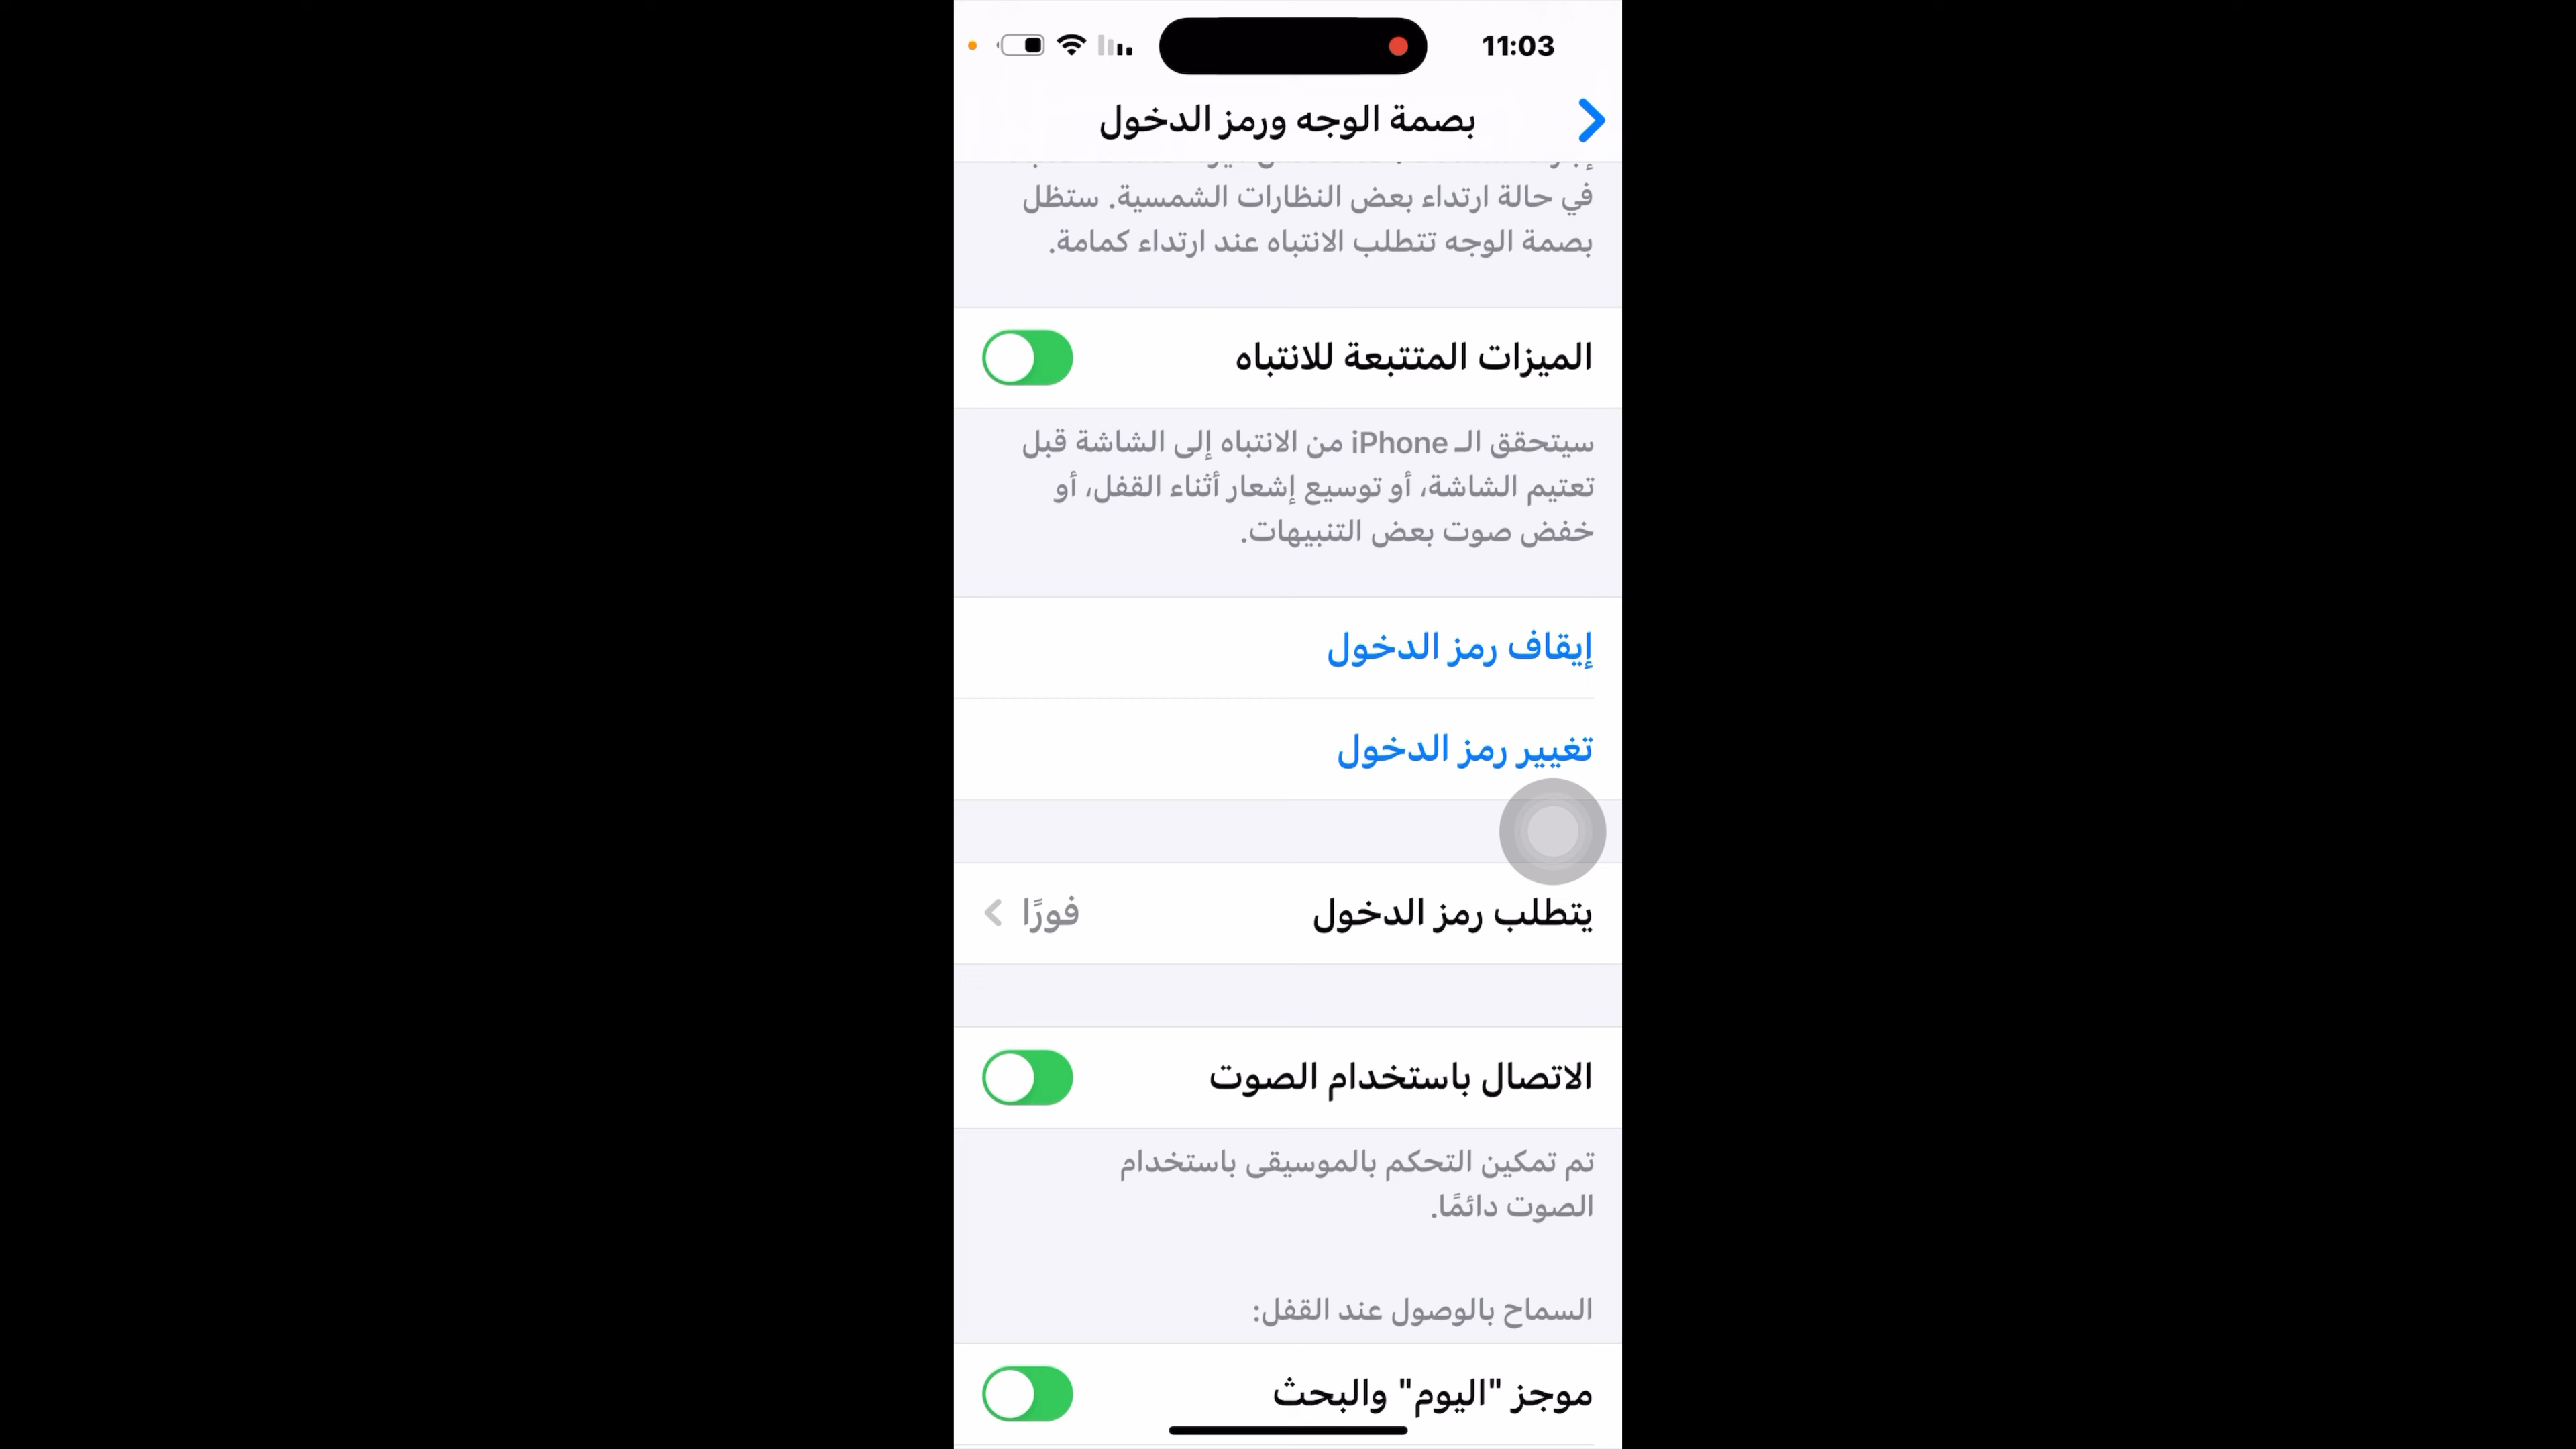 11:03
بصمة الوجه ورمز الدخول
في حالة ارتداء بعض النظارات الشمسية. ستظل
بصمة الوجه تتطلب الانتباه عند ارتداء كمامة.
الميزات المتتبعة للانتباه
سيتحقق الـ iPhone من الانتباه إلى الشاشة قبل
تعتيم الشاشة، أو توسيع إشعار أثناء القفل، أو
خفض صوت بعض التنبيهات.
إيقاف رمز الدخول
تغيير رمز الدخول
يتطلب رمز الدخول فورًا
الاتصال باستخدام الصوت
تم تمكين التحكم بالموسيقى باستخدام
الصوت دائمًا.
السماح بالوصول عند القفل:
موجز "اليوم" والبحث